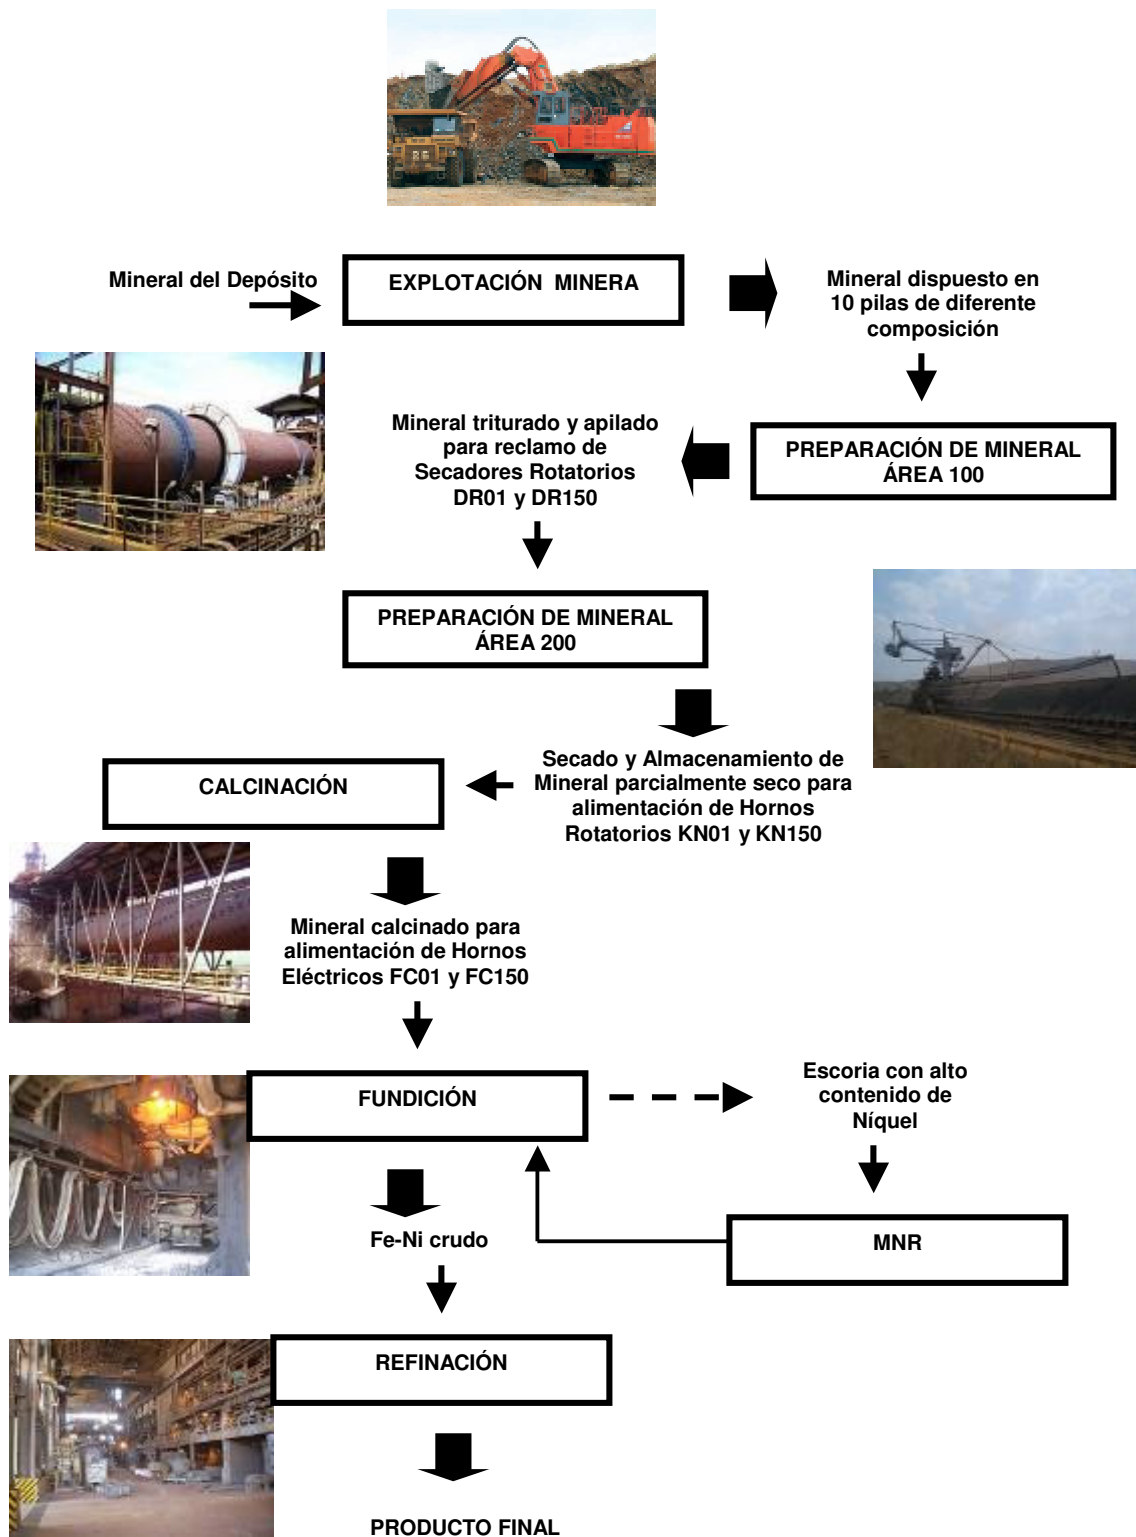 Mineral del Depósito
EXPLOTACIÓN MINERA
Mineral dispuesto en
10 pilas de diferente
composición
Mineral triturado y apilado
para reclamo de
Secadores Rotatorios
DR01 y DR150
PREPARACIÓN DE MINERAL
ÁREA 100
PREPARACIÓN DE MINERAL
ÁREA 200
Secado y Almacenamiento de
Mineral parcialmente seco para
alimentación de Hornos
Rotatorios KN01 y KN150
CALCINACIÓN
Mineral calcinado para
alimentación de Hornos
Eléctricos FC01 y FC150
FUNDICIÓN
Escoria con alto
contenido de
Níquel
MNR
Fe-Ni crudo
REFINACIÓN
PRODUCTO FINAL